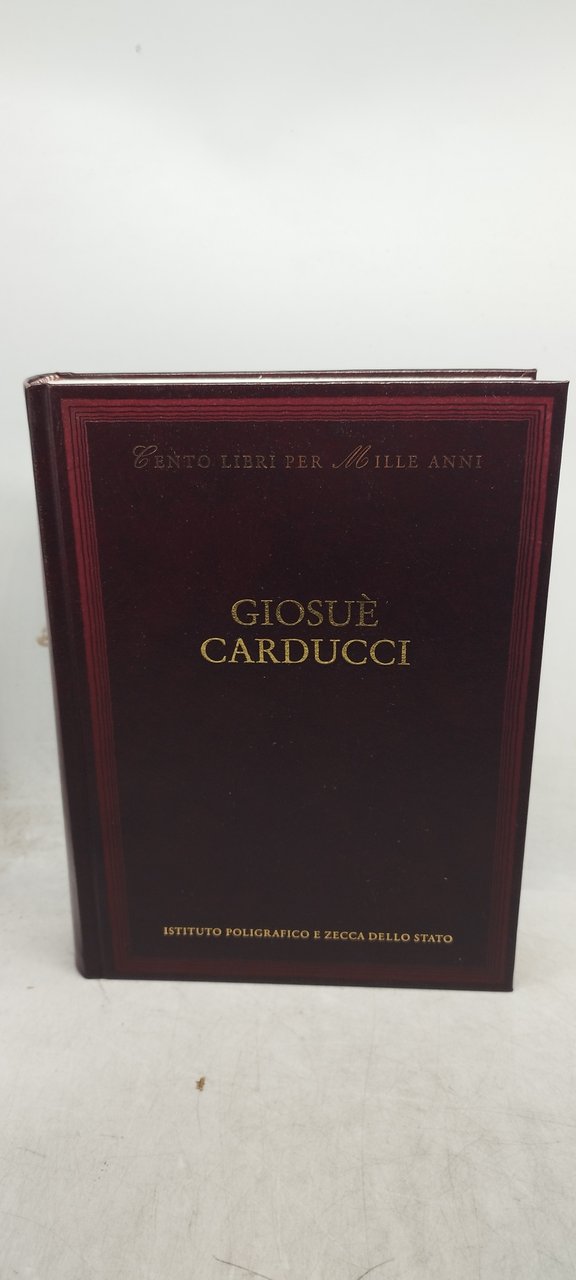 CENTO LIBRI PER MILLE ANNI
GIOSUÈ
CARDUCCI
ISTITUTO POLIGRAFICO E ZECCA DELLO STATO